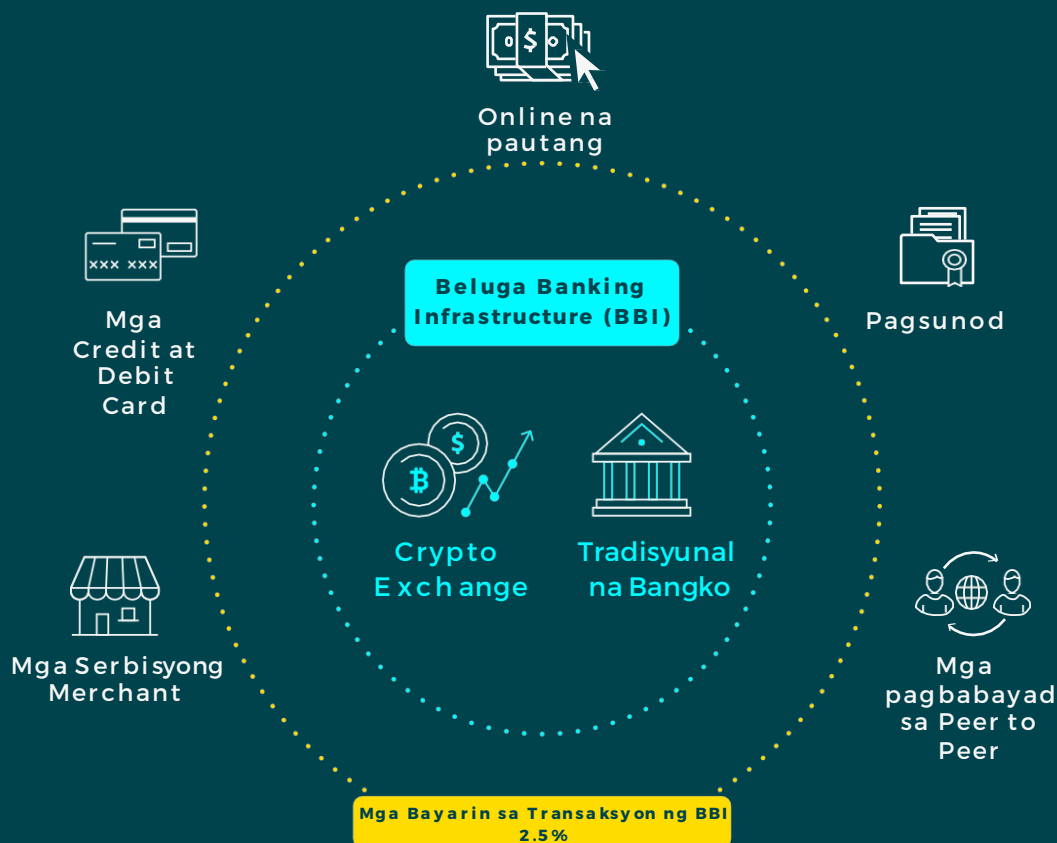 Online na
pautang
Mga
Credit at
Debit
Card
Beluga Banking
Infrastructure (BBI)
Pagsunod
Crypto
Exchange
Tradisyunal
na Bangko
Mga Serbisyong
Merchant
Mga
pagbabayad
sa Peer to
Peer
Mga Bayarin sa Transaksyon ng BBI
2.5%